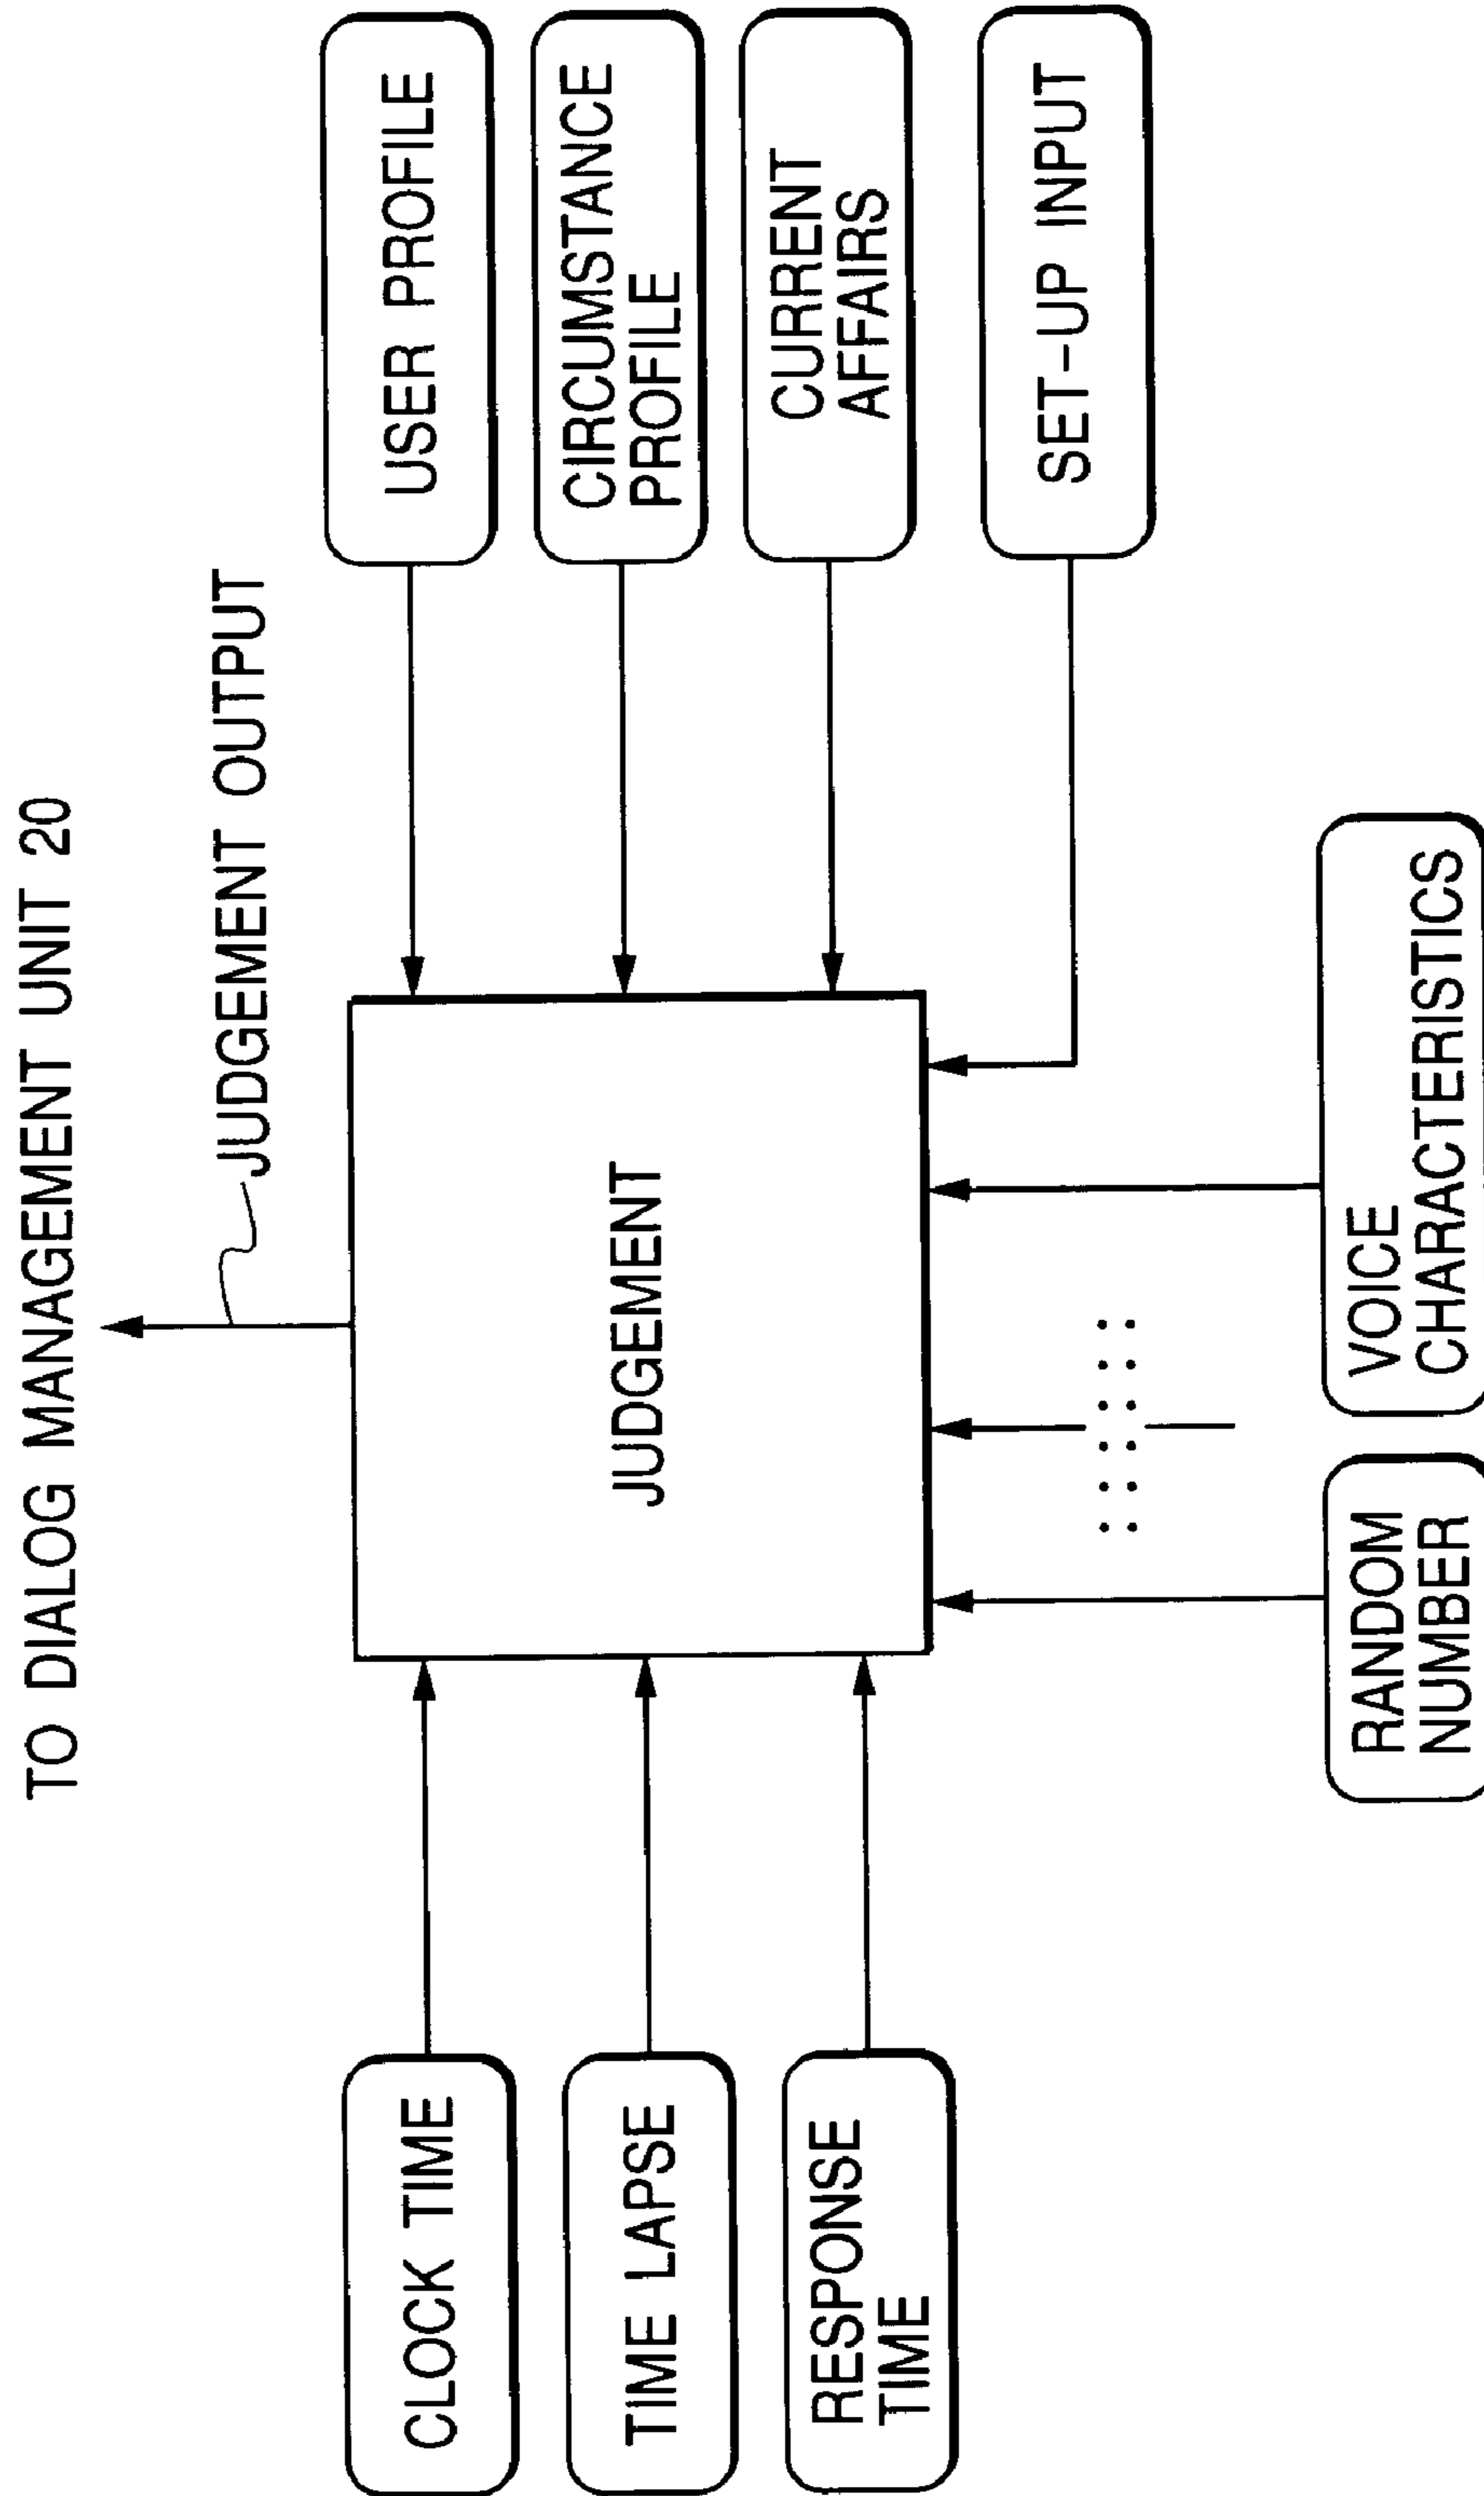 TO DIALOG MANAGEMENT UNIT 20
JUDGEMENT OUTPUT
CLOCK TIME
TIME LAPSE
RESPONSE
TIME
JUDGEMENT
USER PROFILE
CIRCUMSTANCE
PROFILE
CURRENT
AFFAIRS
SET-UP INPUT
RANDOM
NUMBER
VOICE
CHARACTERISTICS